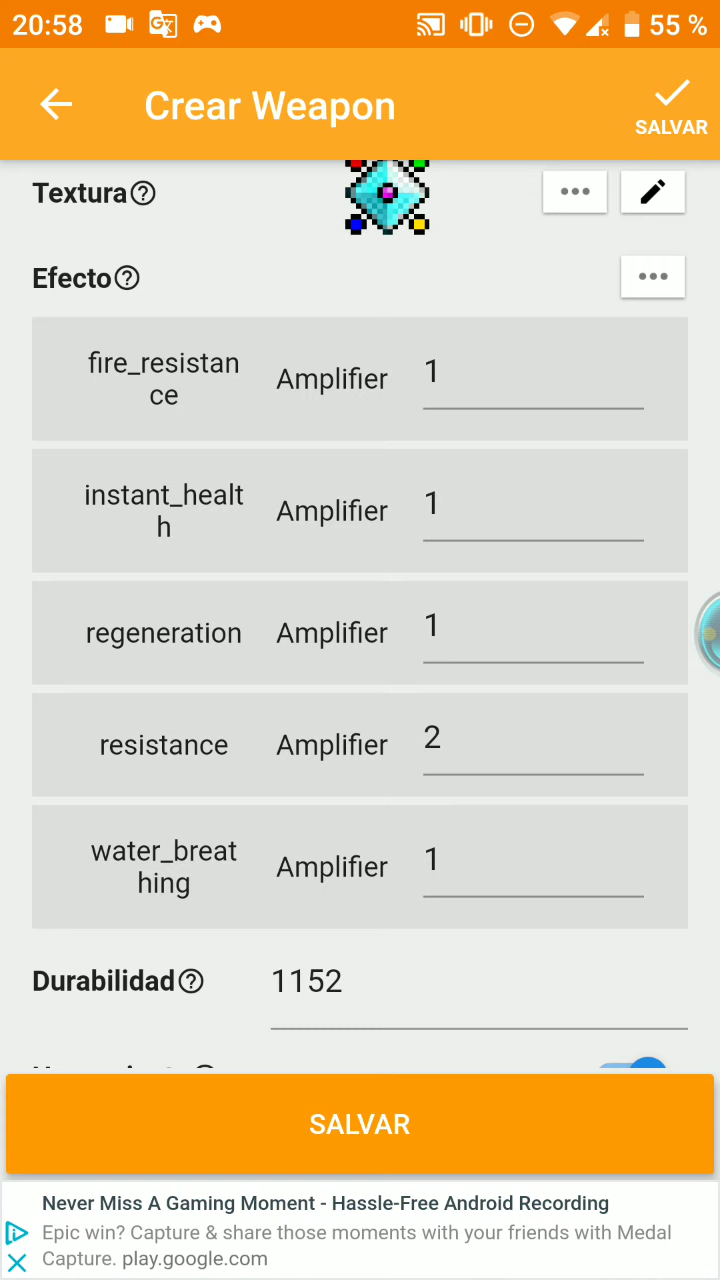 20:58
55 %
Crear Weapon
SALVAR
Textura
Efecto
fire_resistan
ce
Amplifier
1
instant_healt
h
Amplifier
1
regeneration
Amplifier
1
resistance
Amplifier
2
water_breat
hing
Amplifier
1
Durabilidad
1152
SALVAR
Never Miss A Gaming Moment - Hassle-Free Android Recording
Epic win? Capture & share those moments with your friends with Medal
Capture. play.google.com